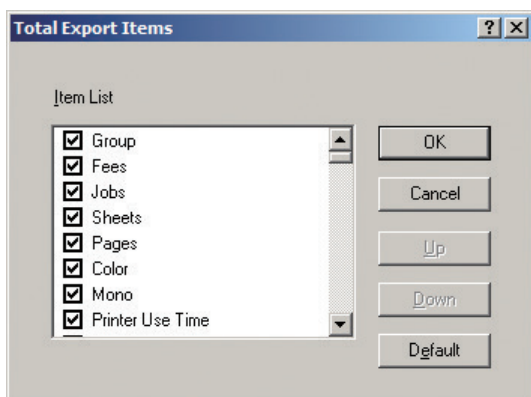 Total Export Items
Item List
Group
Fees
Jobs
Sheets
Pages
Color
Mono
Printer Use Time
OK
Cancel
Up
Down
Default